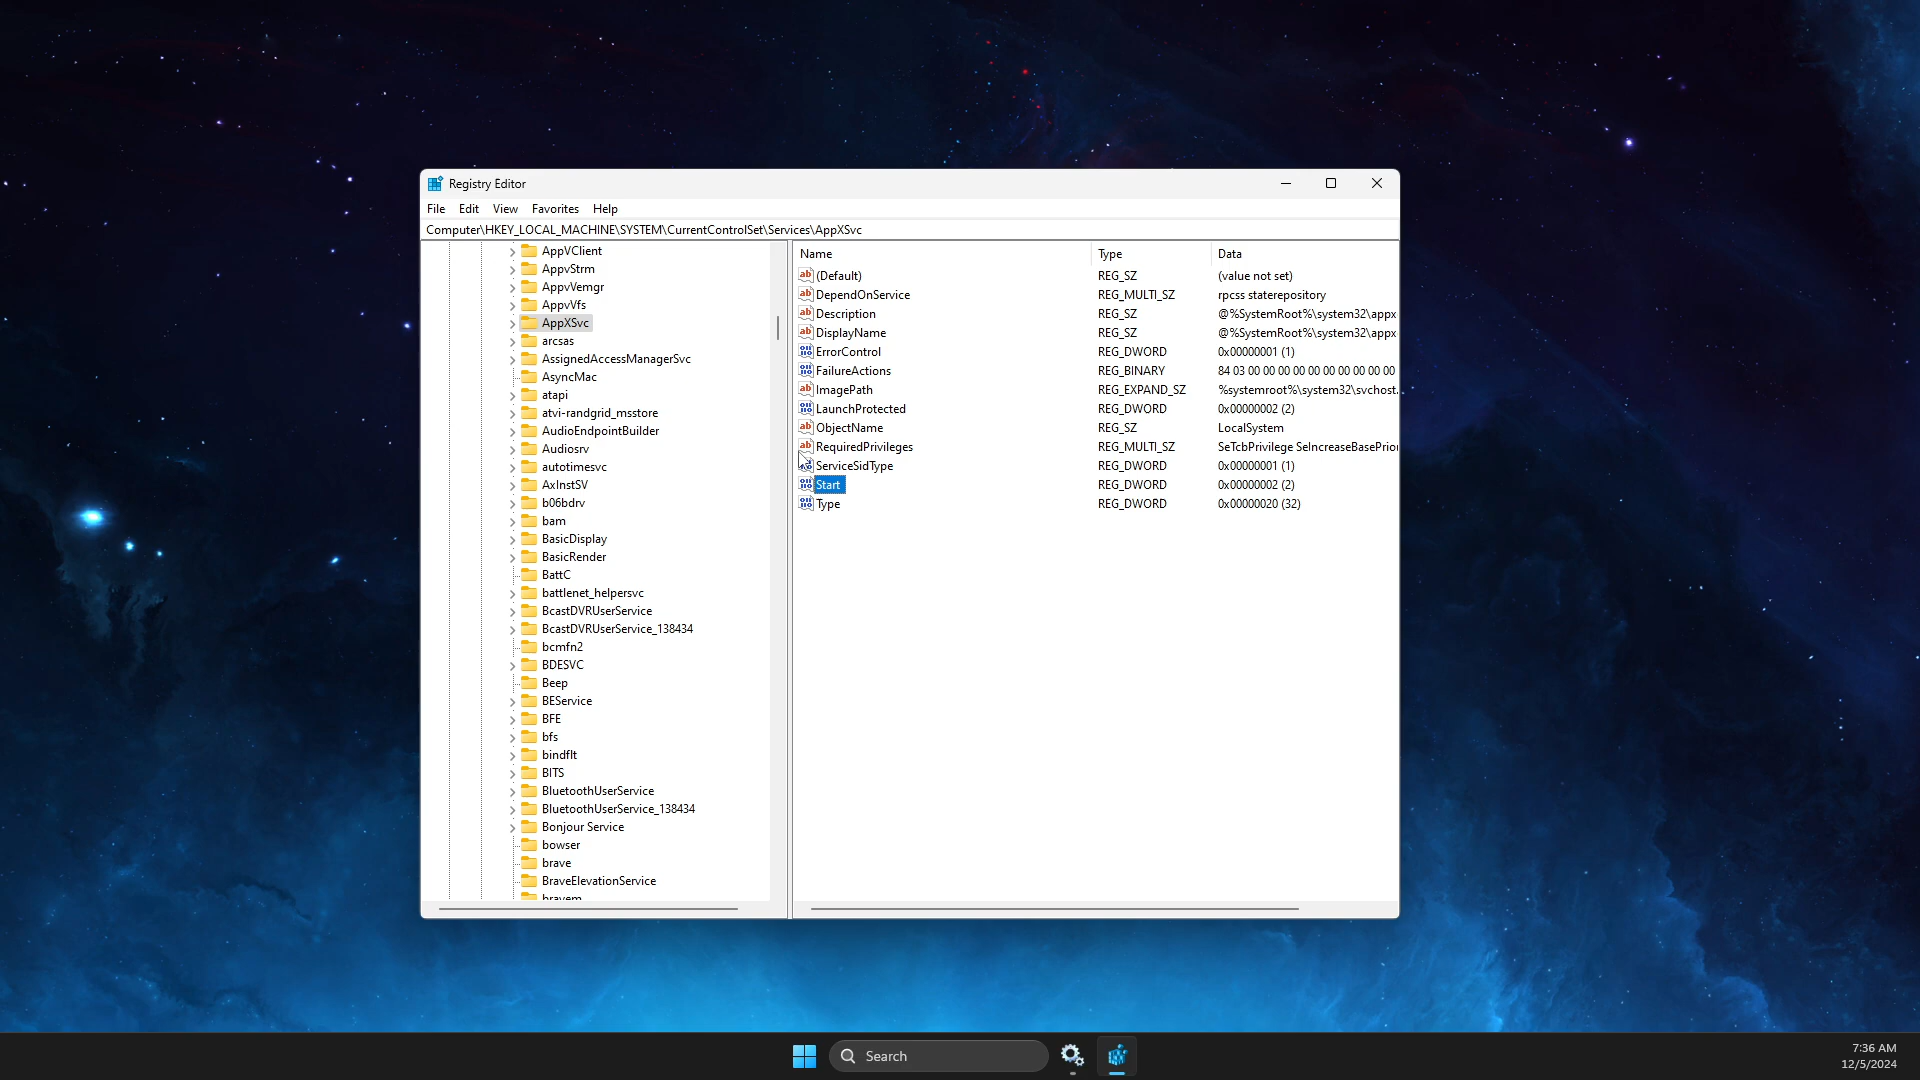 Registry Editor
File Edit View Favorites Help
Computer\HKEY_LOCAL_MACHINE\SYSTEM\CurrentControlSet\Services\AppXSvc
AppVClient
AppvStrm
AppvVemgr
AppvVfs
AppXSvc
arcsas
AssignedAccessManagerSvc
AsyncMac
atapi
atvi-randgrid_msstore
AudioEndpointBuilder
Audiosrv
autotimesvc
AxInstSV
b06bdrv
bam
BasicDisplay
BasicRender
BattC
battlenet_helpersvc
BcastDVRUserService
BcastDVRUserService_138434
bcmfn2
BDESVC
Beep
BEService
BFE
bfs
bindflt
BITS
BluetoothUserService
BluetoothUserService_138434
Bonjour Service
bowser
brave
BraveElevationService
bravem
Name Type Data
(Default) REG_SZ (value not set)
DependOnService REG_MULTI_SZ rpcss staterepository
Description REG_SZ @%SystemRoot%\system32\appx
DisplayName REG_SZ @%SystemRoot%\system32\appx
ErrorControl REG_DWORD 0x00000001 (1)
FailureActions REG_BINARY 84 03 00 00 00 00 00 00 00 00 00 00
ImagePath REG_EXPAND_SZ %systemroot%\system32\svchost.
LaunchProtected REG_DWORD 0x00000002 (2)
ObjectName REG_SZ LocalSystem
RequiredPrivileges REG_MULTI_SZ SeTcbPrivilege SeIncreaseBasePrior
ServiceSidType REG_DWORD 0x00000001 (1)
Start REG_DWORD 0x00000002 (2)
Type REG_DWORD 0x00000020 (32)
Search
7:36 AM
12/5/2024